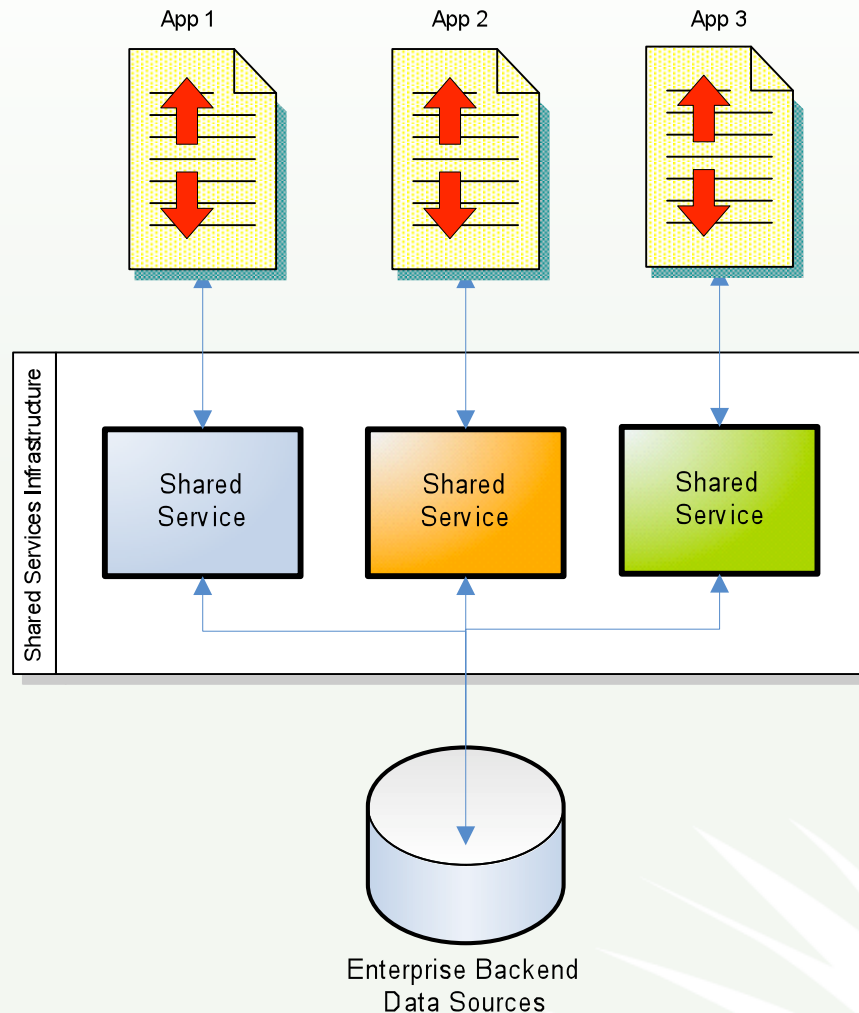 App 1
App 2
App 3
Shared Services Infrastructure
Shared
Service
Shared
Service
Shared
Service
Enterprise Backend
Data Sources